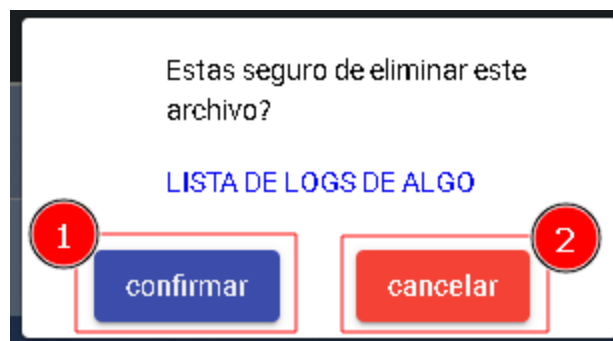 Estas seguro de eliminar este
archivo?
LISTA DE LOGS DE ALGO
1
2
confirmar
cancelar